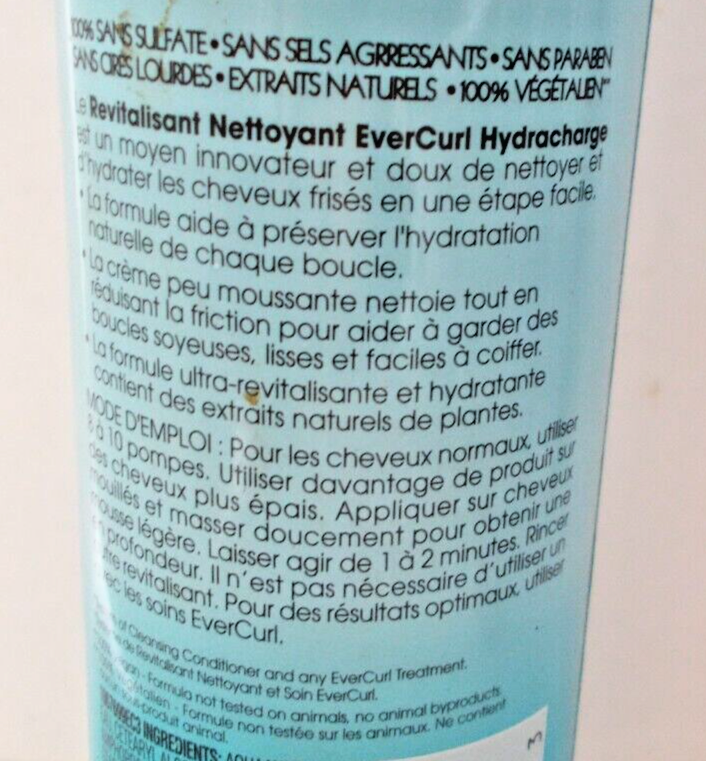 100% SANS SULFATE • SANS SELS AGRRESSANTS • SANS PARABEN
SANS CIRES LOURDES • EXTRAITS NATURELS • 100% VÉGÉTALIEN**
Le Revitalisant Nettoyant EverCurl Hydracharge
est un moyen innovateur et doux de nettoyer et
d'hydrater les cheveux frisés en une étape facile.
• La formule aide à préserver l'hydratation
naturelle de chaque boucle.
• La crème peu moussante nettoie tout en
réduisant la friction pour aider à garder des
boucles soyeuses, lisses et faciles à coiffer.
• La formule ultra-revitalisante et hydratante
contient des extraits naturels de plantes.
MODE D'EMPLOI : Pour les cheveux normaux, utiliser
8 à 10 pompes. Utiliser davantage de produit sur
des cheveux plus épais. Appliquer sur cheveux
mouillés et masser doucement pour obtenir une
mousse légère. Laisser agir de 1 à 2 minutes. Rincer
en profondeur. Il n'est pas nécessaire d'utiliser un
autre revitalisant. Pour des résultats optimaux, utiliser
avec les soins EverCurl.
of Cleansing Conditioner and any EverCurl Treatment.
de Revitalisant Nettoyant et Soin EverCurl.
- Formula not tested on animals, no animal byproducts.
- Formule non testée sur les animaux. Ne contient
sous-produit animal.
INGREDIENTS:
CETEARYL
3